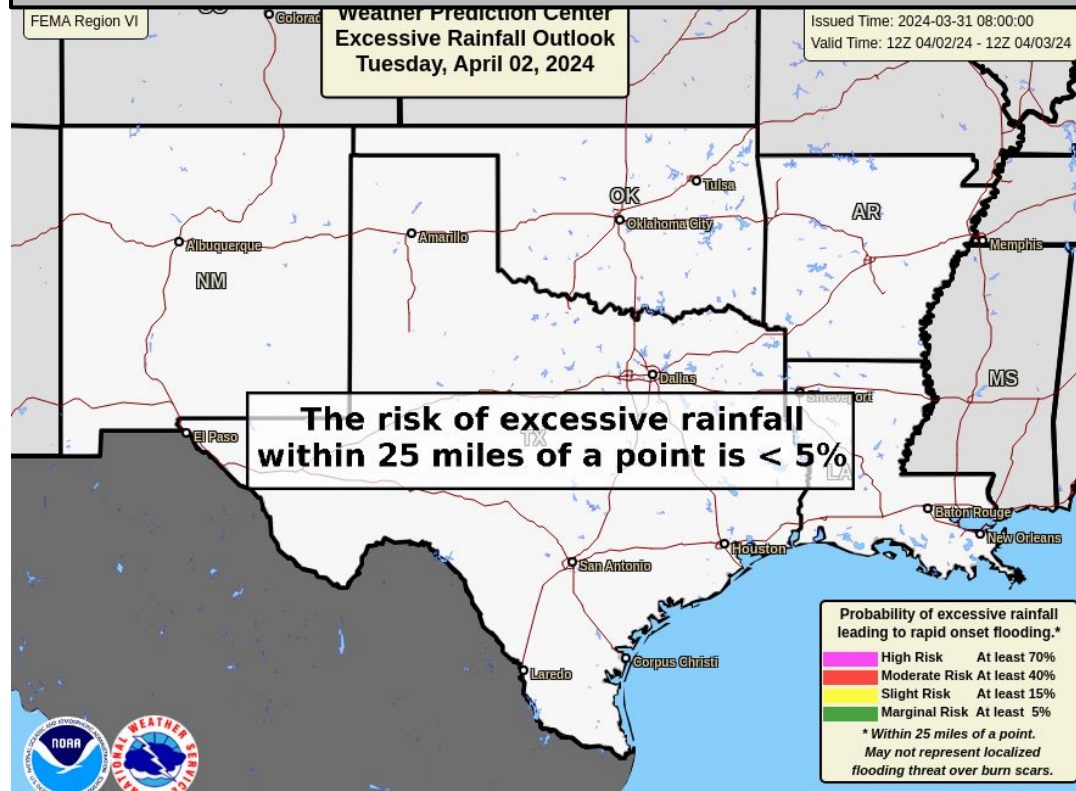 FEMA Region VI
Weather Prediction Center
Excessive Rainfall Outlook
Tuesday, April 02, 2024
Issued Time: 2024-03-31 08:00:00
Valid Time: 12Z 04/02/24 - 12Z 04/03/24
Tulsa
OK
Oklahoma City
AR
Albuquerque
Amarillo
Memphis
NM
Dallas
MS
Shreveport
The risk of excessive rainfall
within 25 miles of a point is < 5%
El Paso
TX
LA
Baton Rouge
New Orleans
Houston
San Antonio
Corpus Christi
Laredo
Probability of excessive rainfall
leading to rapid onset flooding.*
High Risk At least 70%
Moderate Risk At least 40%
Slight Risk At least 15%
Marginal Risk At least 5%
* Within 25 miles of a point.
May not represent localized
flooding threat over burn scars.
NOAA
NATIONAL WEATHER SERVICE